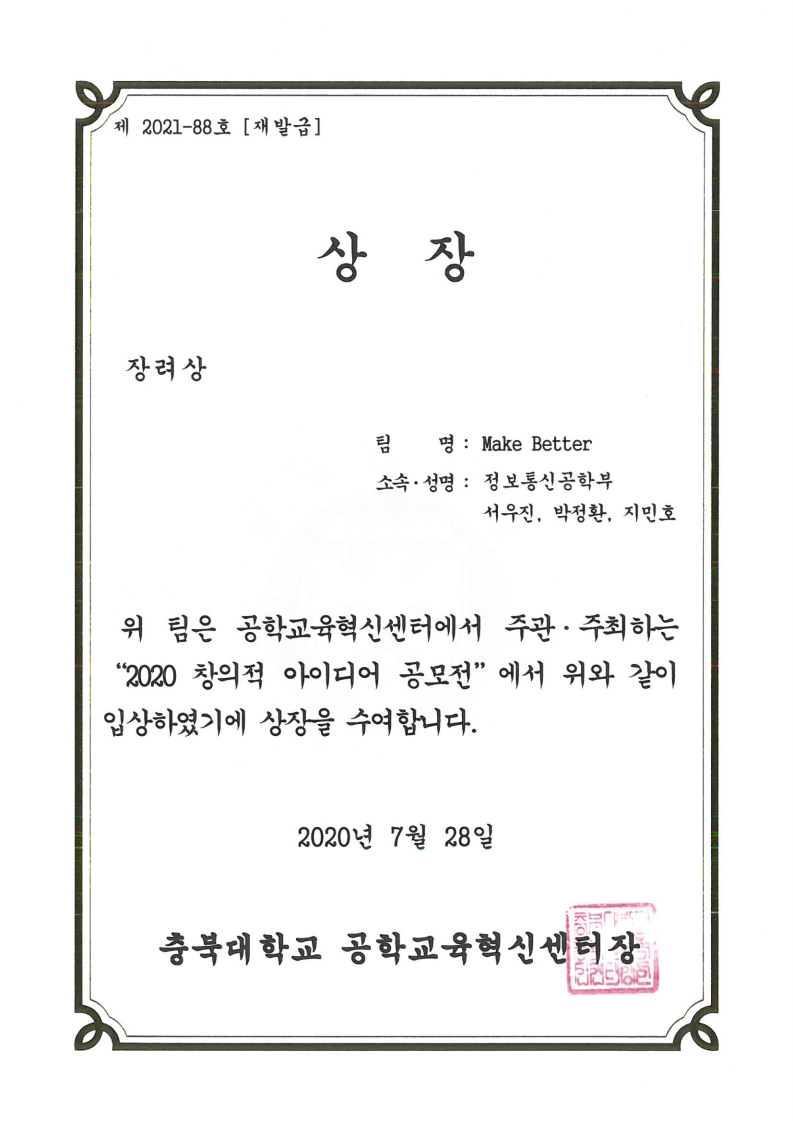 제 2021-88호 [재발급]
상 장
장려상
팀 명 : Make Better
소속·성명 : 정보통신공학부
서우진, 박정환, 지민호
위 팀은 공학교육혁신센터에서 주관·주최하는
“2020 창의적 아이디어 공모전” 에서 위와 같이
입상하였기에 상장을 수여합니다.
2020년 7월 28일
충북대학교 공학교육혁신센터장